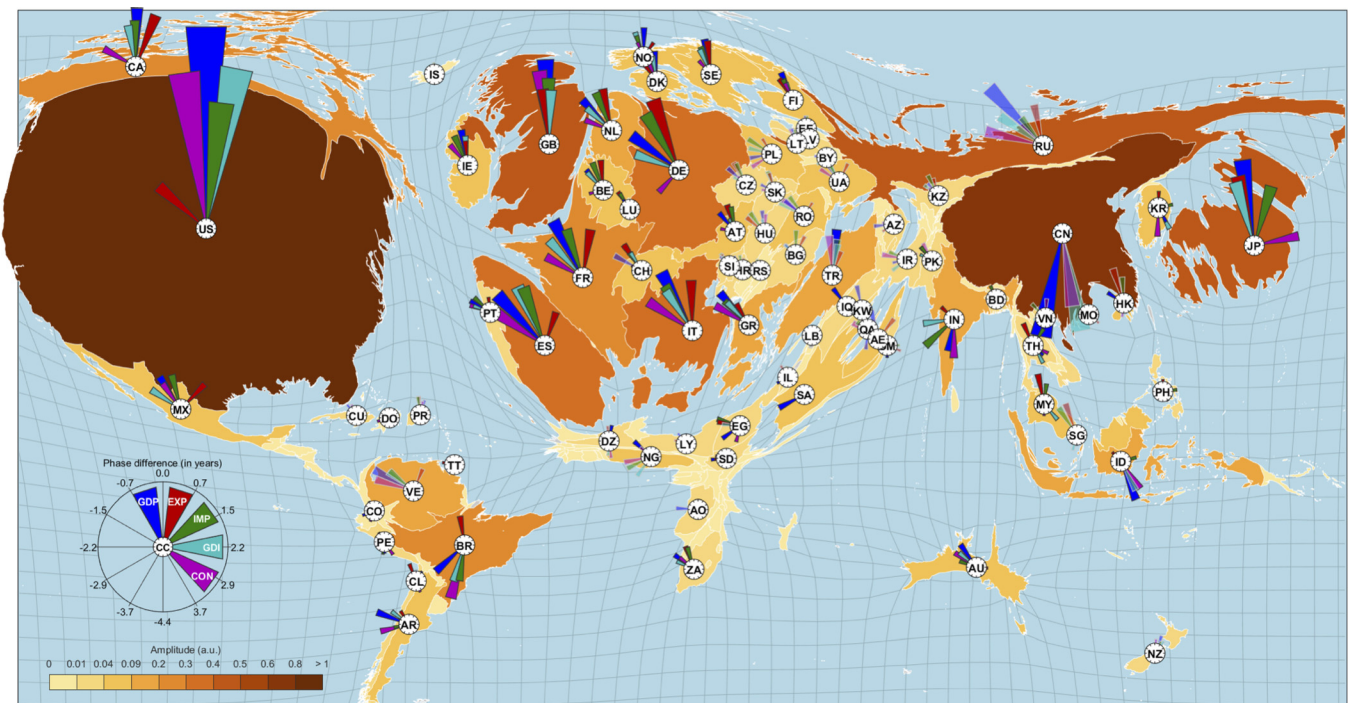 CA
NO
DK
SE
IS
FI
GB
NL
IE
DE
LT
PL
BY
RU
BE
CZ
SK
UA
LU
KZ
US
AT
HU
RO
AZ
CN
KR
JP
FR
CH
SI
RS
BG
TR
IR
PK
PT
ES
IT
GR
IQ
KW
BD
IN
VN
MO
HK
QA
AE
LB
TH
IL
SA
MX
CU
DO
PR
MY
PH
SG
DZ
NG
LY
EG
SD
TT
VE
ID
CO
AO
PE
BR
CL
ZA
AU
AR
NZ
Phase difference (in years)
0.0
-0.7
0.7
GDP
EXP
-1.5
1.5
IMP
-2.2
CC
GDI
2.2
CON
-2.9
2.9
-3.7
3.7
-4.4
Amplitude (a.u.)
0 0.01 0.04 0.09 0.2 0.3 0.4 0.5 0.6 0.8 > 1